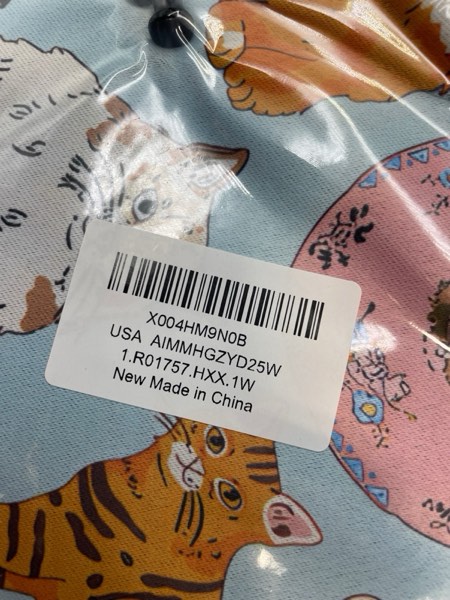 X004HM9N0B
USA AIMMHGZYD25W
1.R01757.HXX.1W
New Made in China